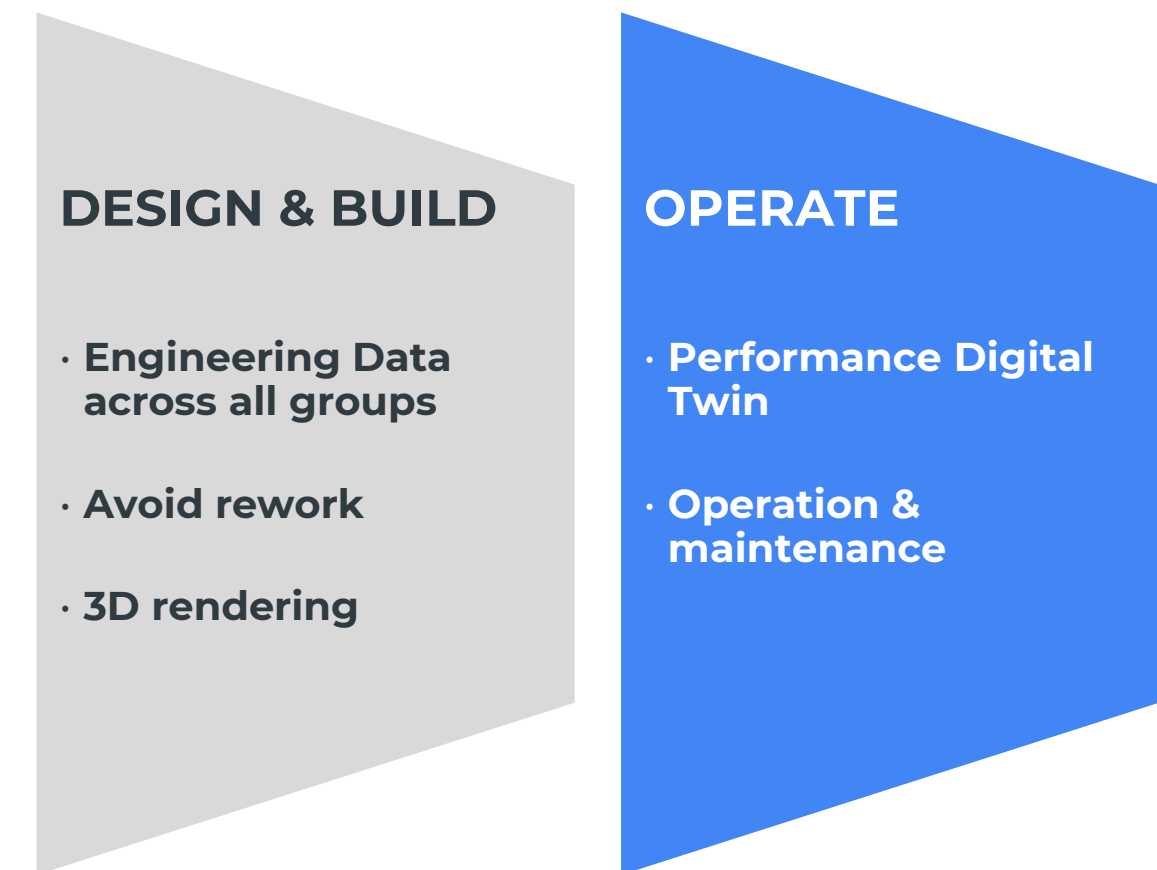 DESIGN & BUILD
· Engineering Data
across all groups
· Avoid rework
· 3D rendering
OPERATE
· Performance Digital
Twin
· Operation &
maintenance